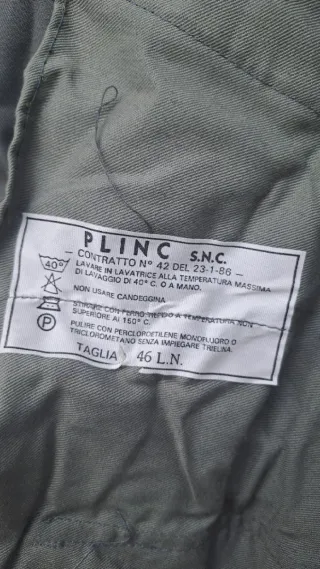 PLINC S.N.C.
- CONTRATTO N° 42 DEL 23-1-86 -
40°
LAVARE IN LAVATRICE ALLA TEMPERATURA MASSIMA
DI LAVAGGIO DI 40° C. O A MANO.
NON USARE CANDEGGINA
STIRARE CON FERRO TIEPIDO A TEMPERATURA NON
SUPERIORE AI 150° C.
P
PULIRE CON PERCLOROETILENE MONOFLUORO O
TRICLOROMETANO SENZA IMPIEGARE TRIELINA.
TAGLIA 46 L.N.